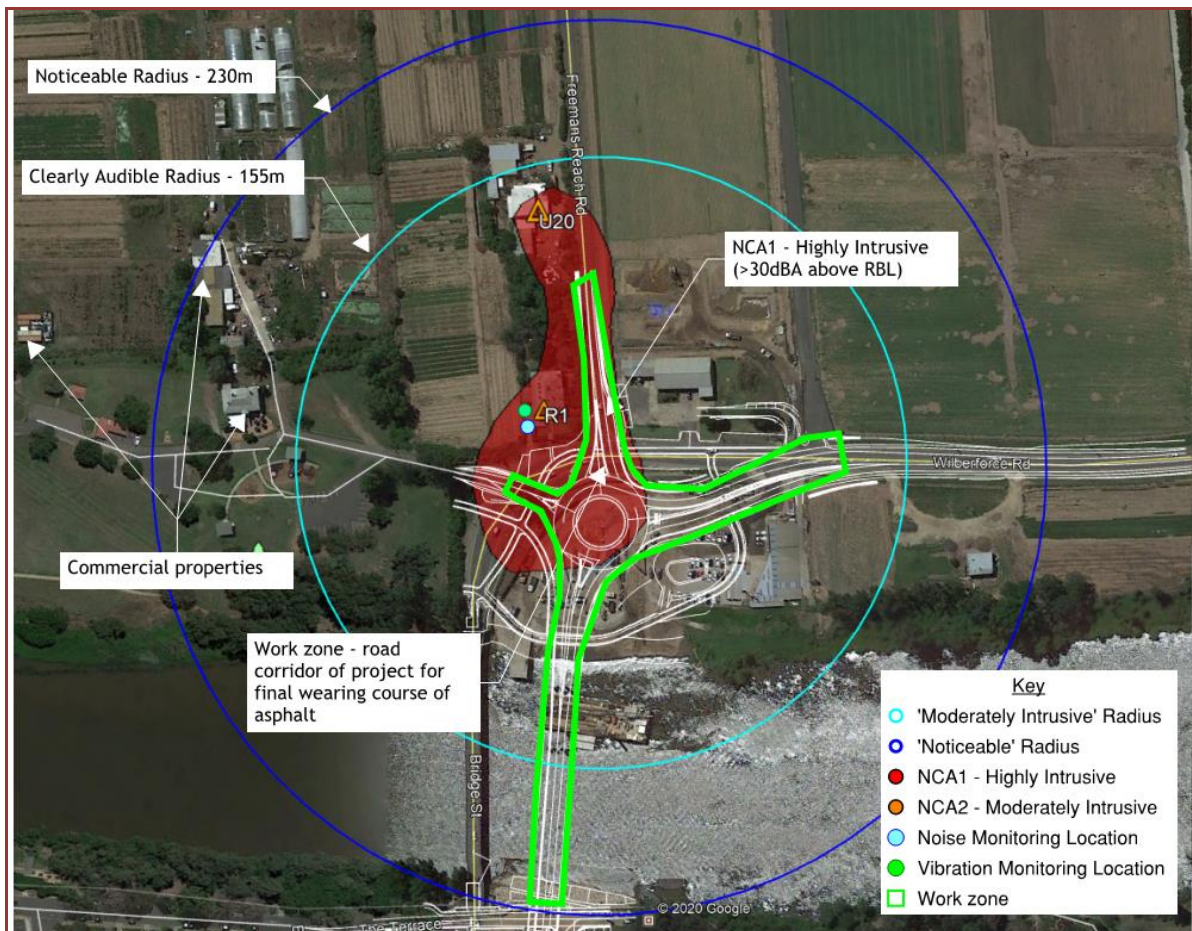 Noticeable Radius - 230m
Clearly Audible Radius - 155m
Freemans Reach Rd
U20
NCA1 - Highly Intrusive
(>30dBA above RBL)
R1
Wilberforce Rd
Commercial properties
Work zone - road
corridor of project for
final wearing course of
asphalt
Bridge St
The Terrace
© 2020 Google
Key
'Moderately Intrusive' Radius
'Noticeable' Radius
NCA1 - Highly Intrusive
NCA2 - Moderately Intrusive
Noise Monitoring Location
Vibration Monitoring Location
Work zone